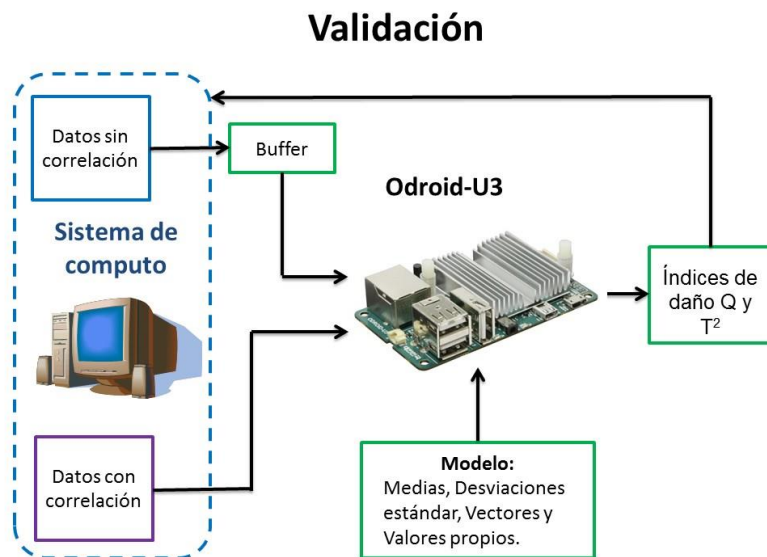 Validación
Datos sin
correlación
Buffer
Odroid-U3
Sistema de
computo
Índices de
daño Q y
T²
Datos con
correlación
Modelo:
Medias, Desviaciones
estándar, Vectores y
Valores propios.